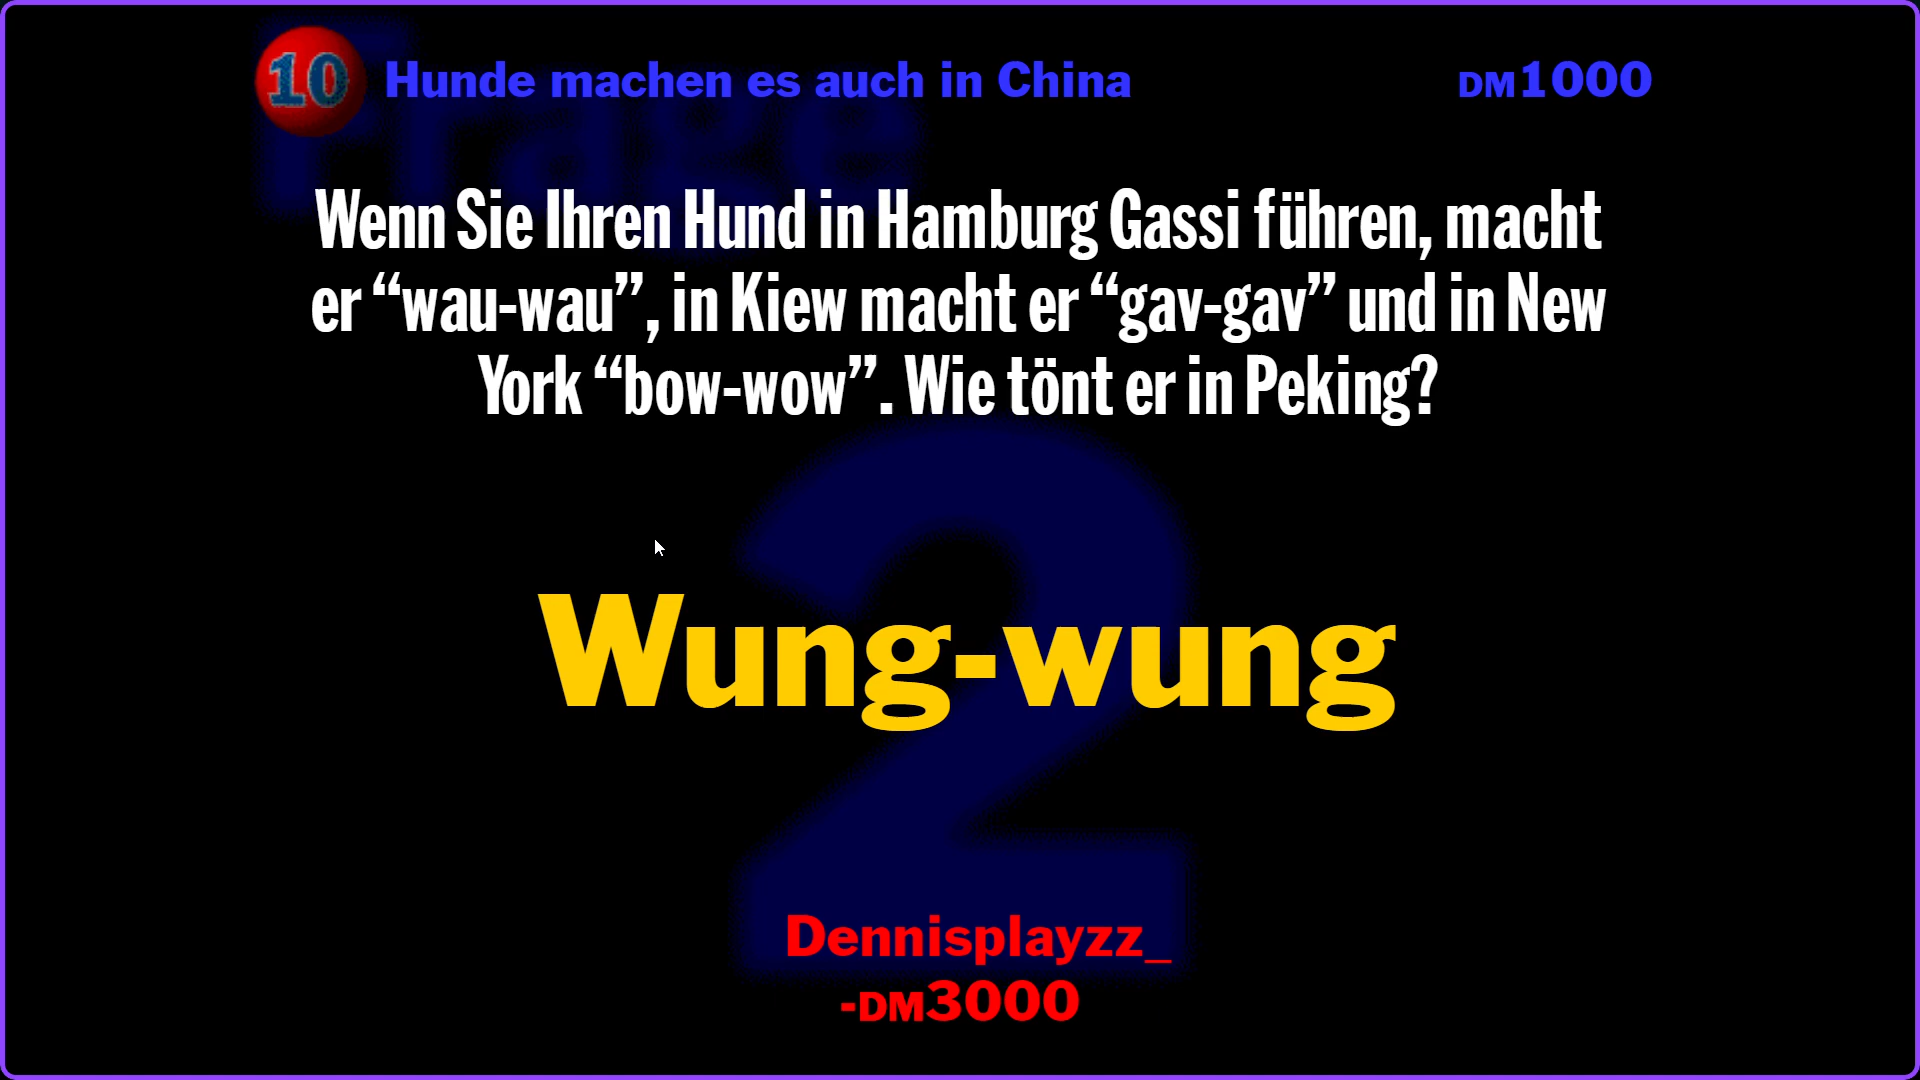 10 Hunde machen es auch in China DM1000
Frage
Wenn Sie Ihren Hund in Hamburg Gassi führen, macht
er “wau-wau”, in Kiew macht er “gav-gav” und in New
York “bow-wow”. Wie tönt er in Peking?
2
Wung-wung
Dennisplayzz_
-DM3000